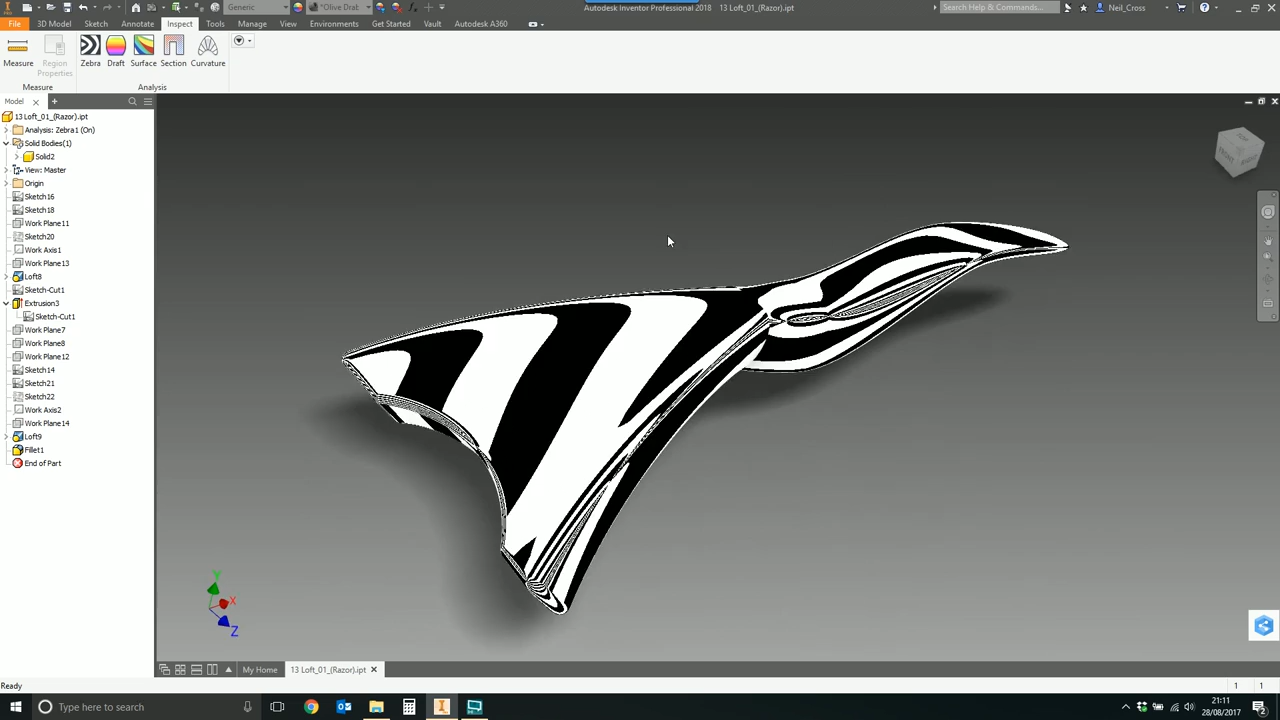 Generic
*Olive Drab
Autodesk Inventor Professional 2018 13 Loft_01_(Razor).ipt
Search Help & Commands...
Neil_Cross
File 3D Model Sketch Annotate Inspect Tools Manage View Environments Get Started Vault Autodesk A360
Measure Region Properties Zebra Draft Surface Section Curvature
Measure Analysis
Model
13 Loft_01_(Razor).ipt
Analysis: Zebra1 (On)
Solid Bodies(1)
Solid2
View: Master
Origin
Sketch16
Sketch18
Work Plane11
Sketch20
Work Axis1
Work Plane13
Loft8
Sketch-Cut1
Extrusion3
Sketch-Cut1
Work Plane7
Work Plane8
Work Plane12
Sketch14
Sketch21
Sketch22
Work Axis2
Work Plane14
Loft9
Fillet1
End of Part
FRONT
Y
X
Z
My Home 13 Loft_01_(Razor).ipt
Ready
1 1
Type here to search
21:11
28/08/2017
2